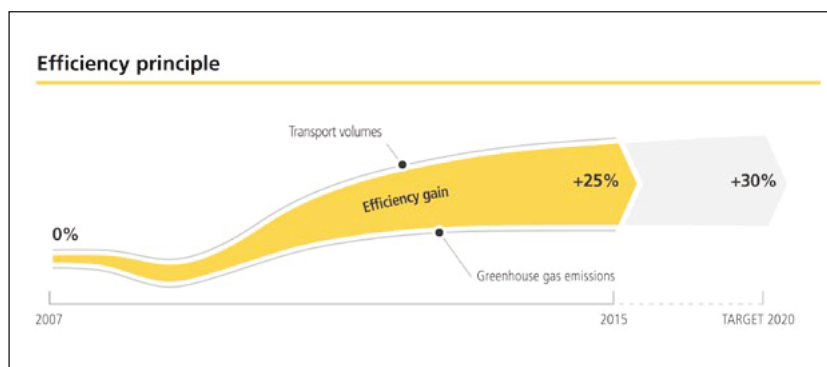 Efficiency principle
Transport volumes
Efficiency gain
+25%
+30%
0%
Greenhouse gas emissions
2007
2015
TARGET 2020